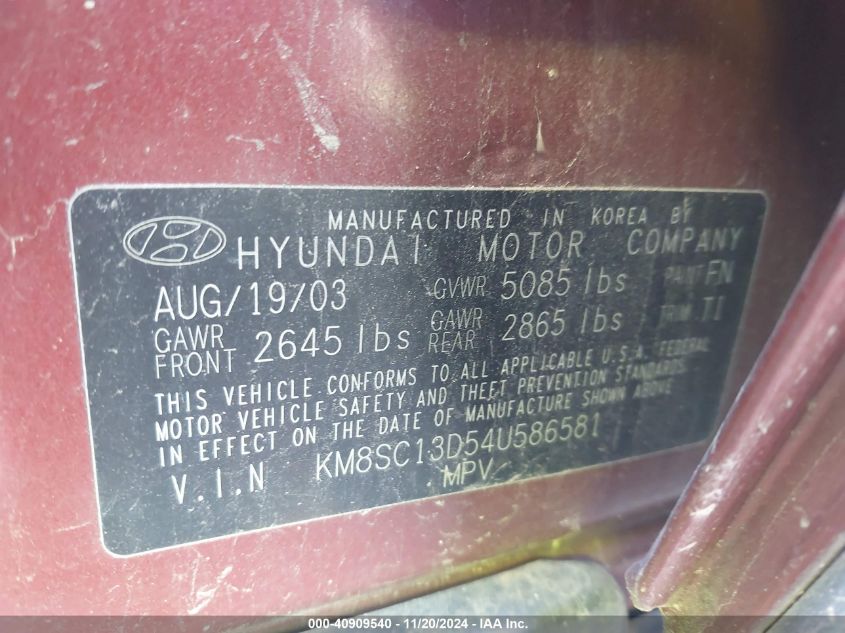 MANUFACTURED IN KOREA BY
HYUNDAI MOTOR COMPANY
AUG/19/03 GVWR 5085 lbs PAINT FN
GAWR FRONT 2645 lbs GAWR REAR 2865 lbs TRIM TI
THIS VEHICLE CONFORMS TO ALL APPLICABLE U.S.A. FEDERAL
MOTOR VEHICLE SAFETY AND THEFT PREVENTION STANDARDS
IN EFFECT ON THE DATE OF MANUFACTURE SHOWN ABOVE
V.I.N KM8SC13D54U586581
MPV
000-40909540 - 11/20/2024 - IAA Inc.